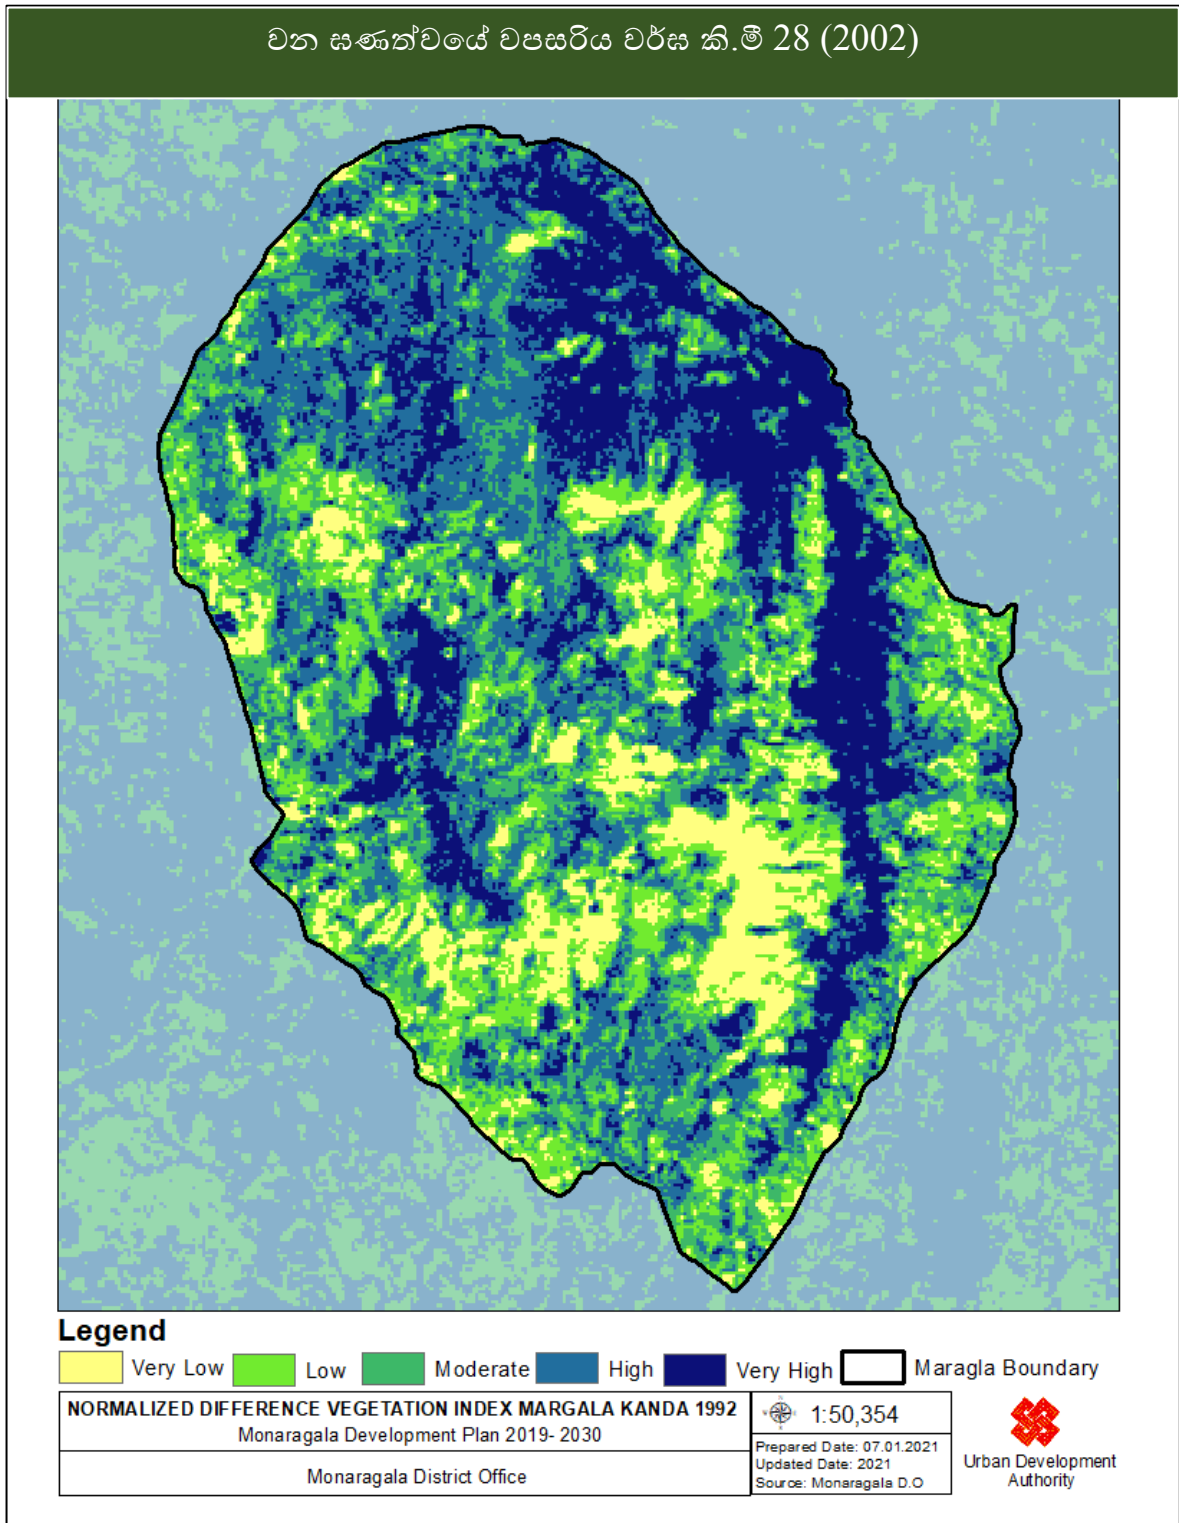 වන ඝණත්වයේ වපසරිය වර්ඝ කි.මී 28 (2002)
Legend
Very Low Low Moderate High Very High Maragla Boundary
NORMALIZED DIFFERENCE VEGETATION INDEX MARGALA KANDA 1992
Monaragala Development Plan 2019- 2030
Monaragala District Office
1:50,354
Prepared Date: 07.01.2021
Updated Date: 2021
Source: Monaragala D.O
Urban Development
Authority